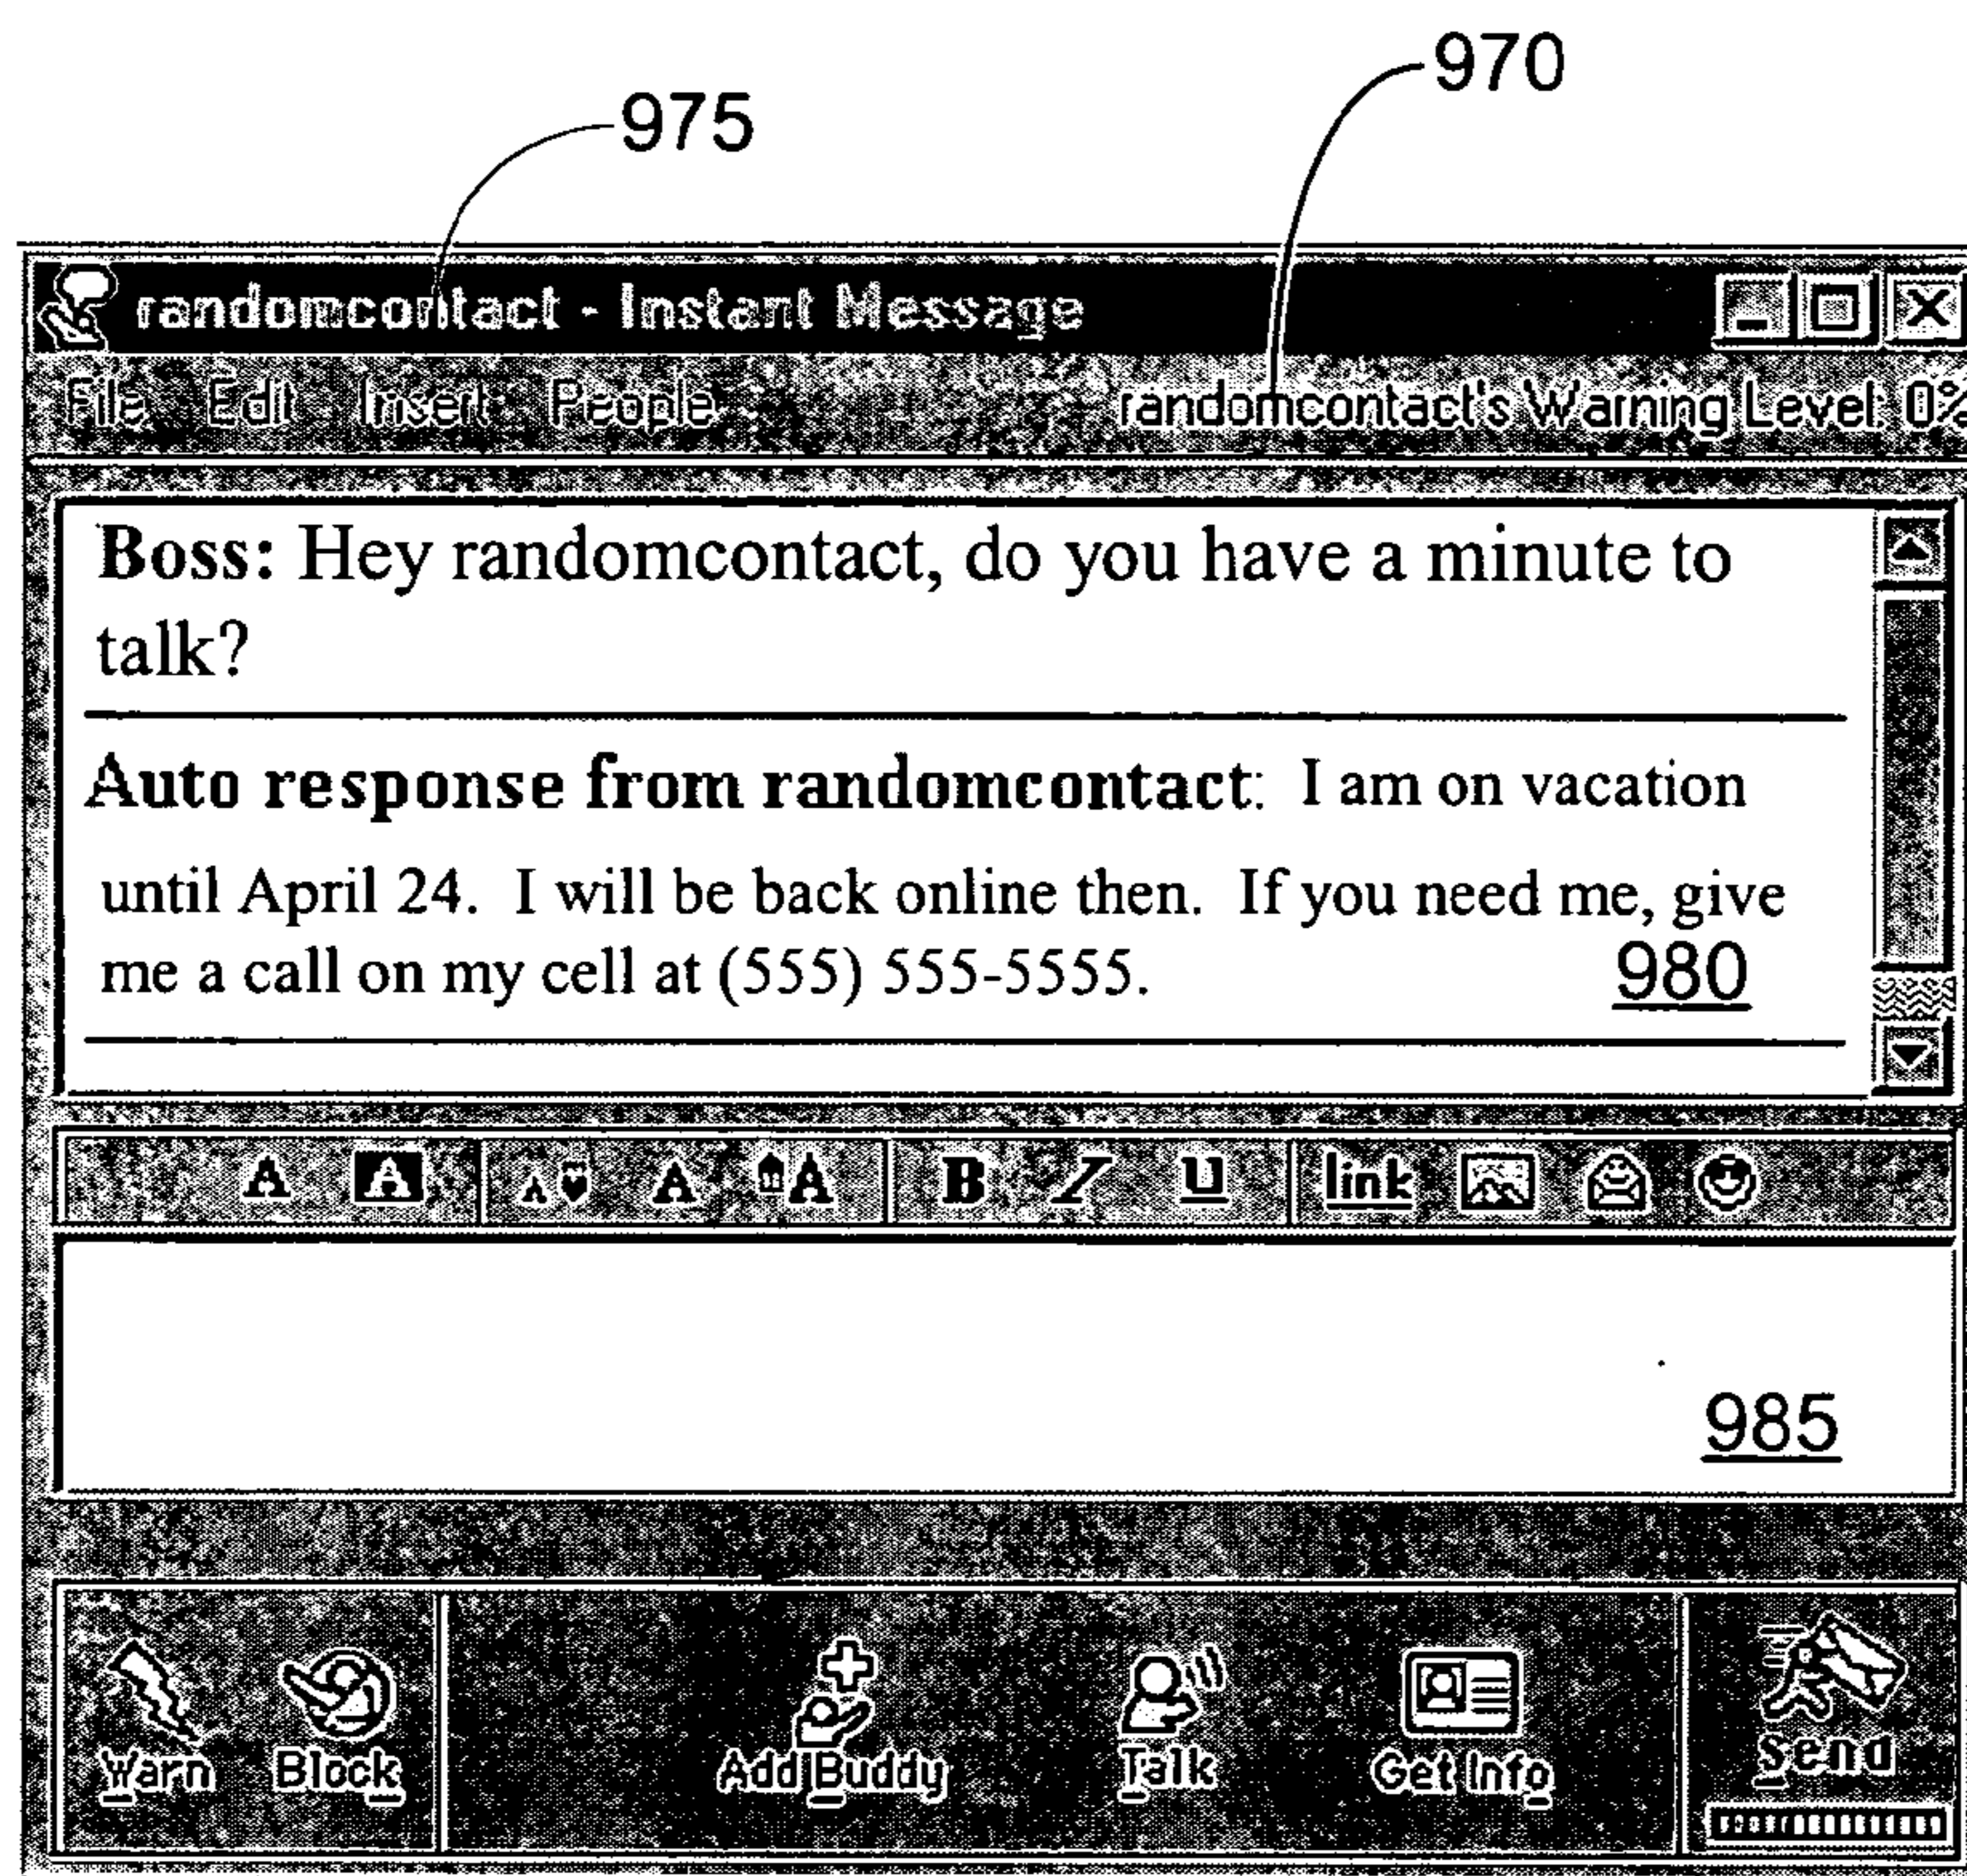 970
975
randomcontact - Instant Message
File Edit Insert People randomcontact's Warning Level: 0%
Boss: Hey randomcontact, do you have a minute to
talk?
Auto response from randomcontact: I am on vacation
until April 24. I will be back online then. If you need me, give
me a call on my cell at (555) 555-5555.
980
A A A A A B I U link
985
Warn Block Add Buddy Talk Get Info Send